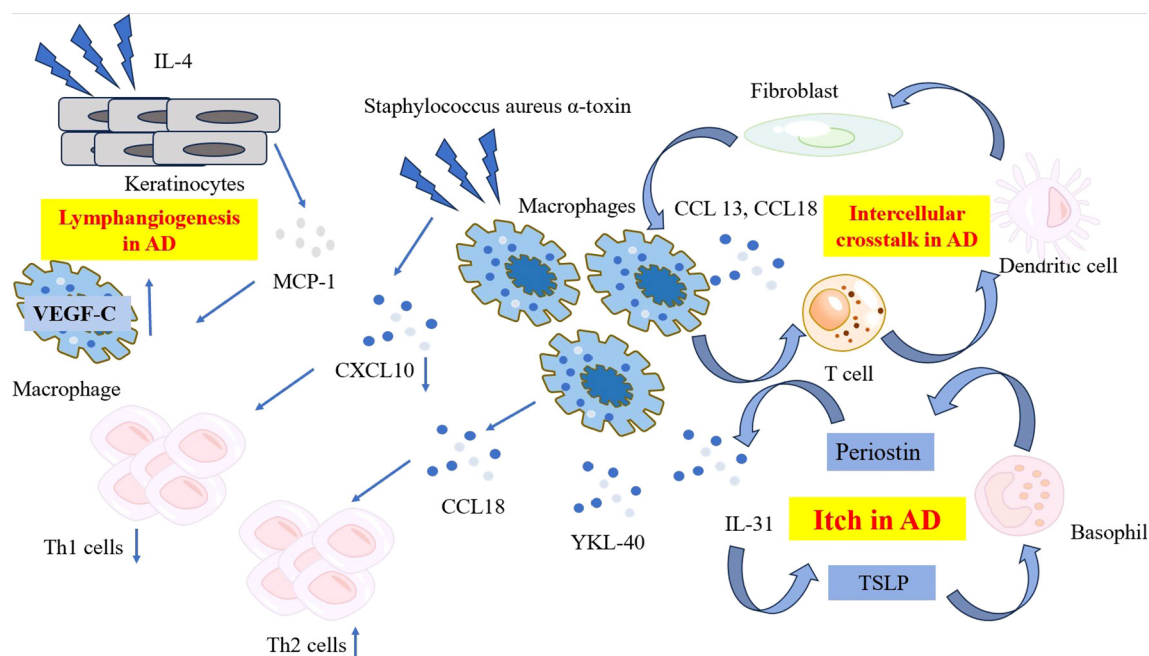 IL-4
Keratinocytes
Lymphangiogenesis
in AD
MCP-1
VEGF-C
Macrophage
Staphylococcus aureus α-toxin
Macrophages
CXCL10
Th1 cells
CCL18
Th2 cells
YKL-40
Fibroblast
CCL 13, CCL18
Intercellular
crosstalk in AD
Dendritic cell
T cell
Periostin
IL-31
Itch in AD
Basophil
TSLP